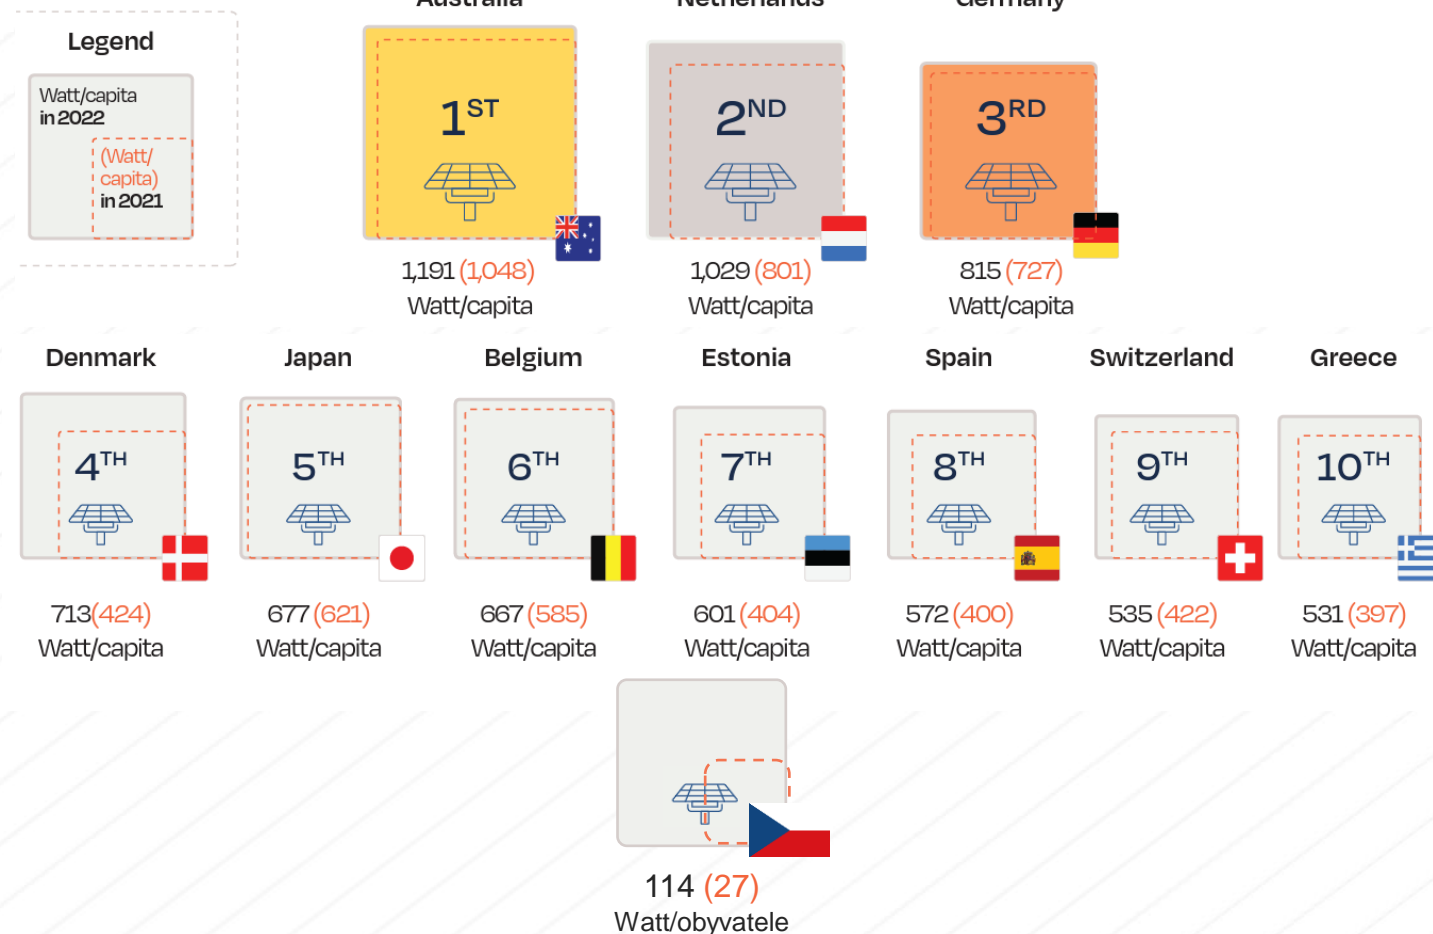 Australia
Netherlands
Germany
Legend
Watt/capita
in 2022
(Watt/
capita)
in 2021
1ST
2ND
3RD
1,191 (1,048)
Watt/capita
1,029 (801)
Watt/capita
815 (727)
Watt/capita
Denmark
Japan
Belgium
Estonia
Spain
Switzerland
Greece
4TH
5TH
6TH
7TH
8TH
9TH
10TH
713(424)
Watt/capita
677 (621)
Watt/capita
667 (585)
Watt/capita
601 (404)
Watt/capita
572 (400)
Watt/capita
535 (422)
Watt/capita
531 (397)
Watt/capita
114 (27)
Watt/obyvatele